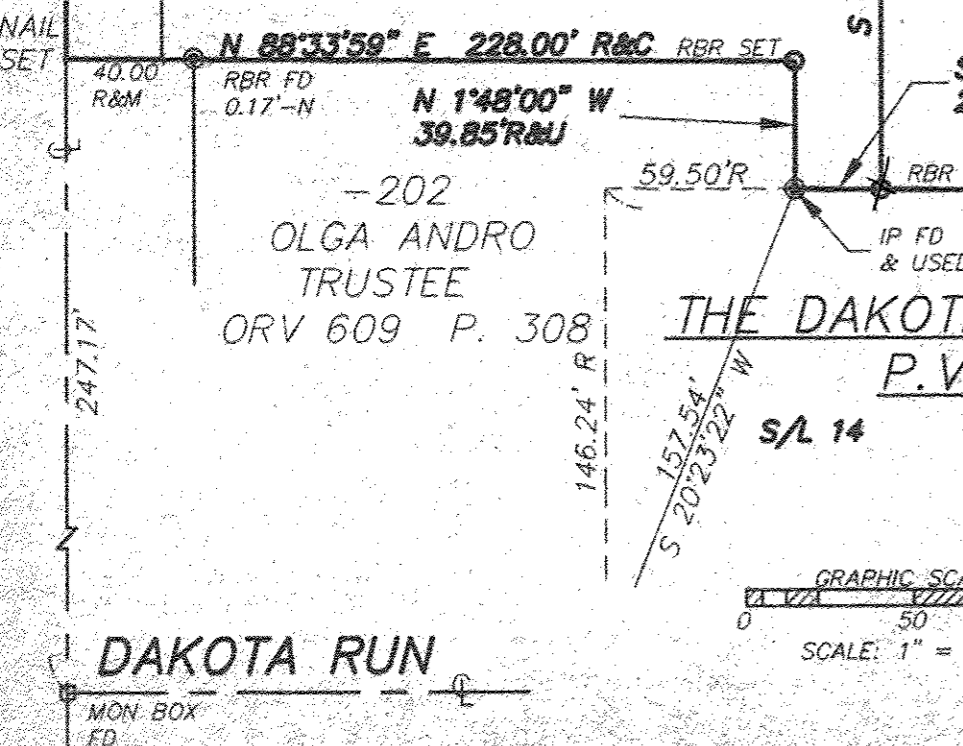 NAIL
SET
N 88°33'59" E 228.00' R&C RBR SET
40.00
R&M
RBR FD
0.17'-N
N 1°48'00" W
39.85'R&U
S
2
S
59.50'R
RBR
IP FD
& USED
-202
OLGA ANDRO
TRUSTEE
ORV 609 P. 308
THE DAKOT
P.V
247.17'
146.24' R
157.54'
S 20°23'22" W
S/L 14
GRAPHIC SCA
0 50
SCALE: 1" =
DAKOTA RUN
MON BOX
FD